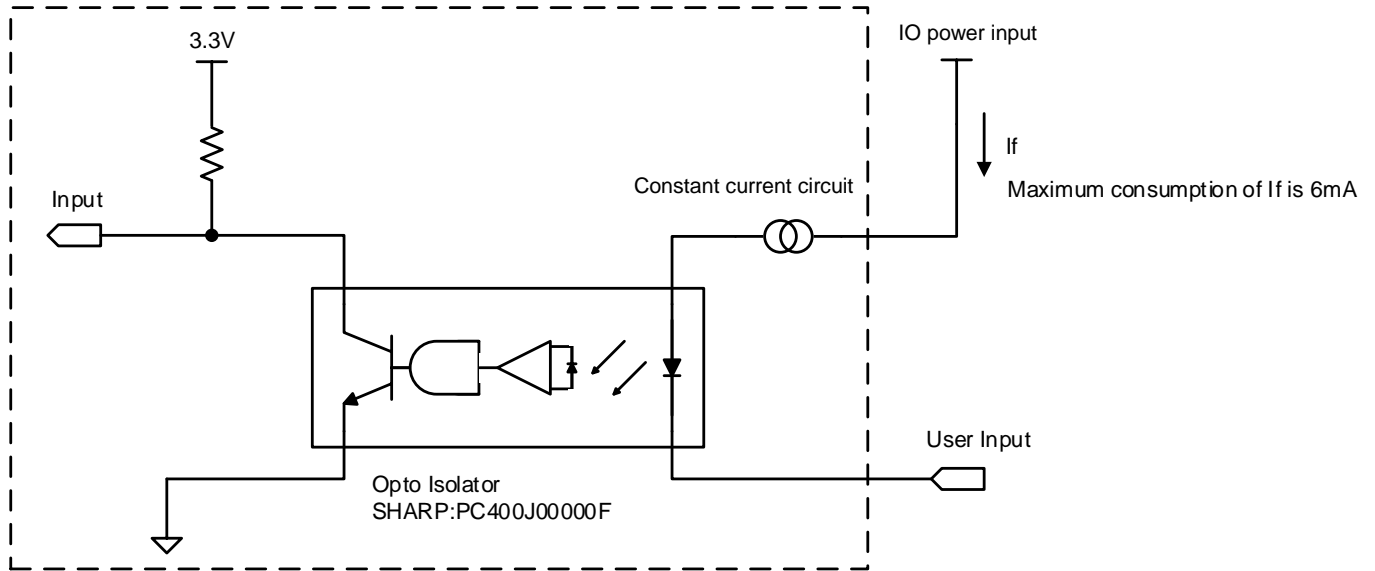 3.3V
IO power input
If
Maximum consumption of If is 6mA
Constant current circuit
Input
User Input
Opto Isolator
SHARP:PC400J00000F